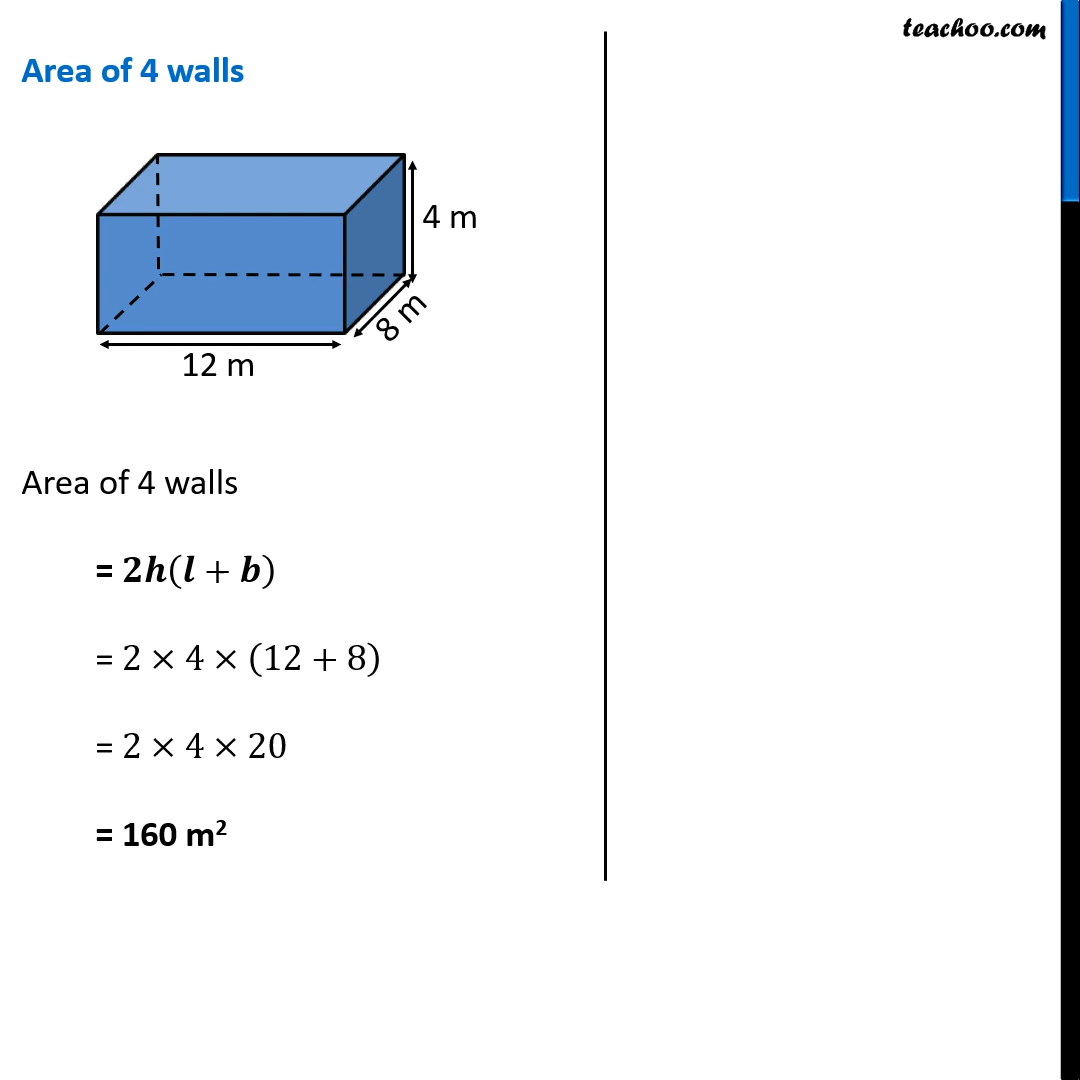 teachoo.com
Area of 4 walls
4 m
8 m
12 m
Area of 4 walls
= 2h(l + b)
= 2 × 4 × (12 + 8)
= 2 × 4 × 20
= 160 m²